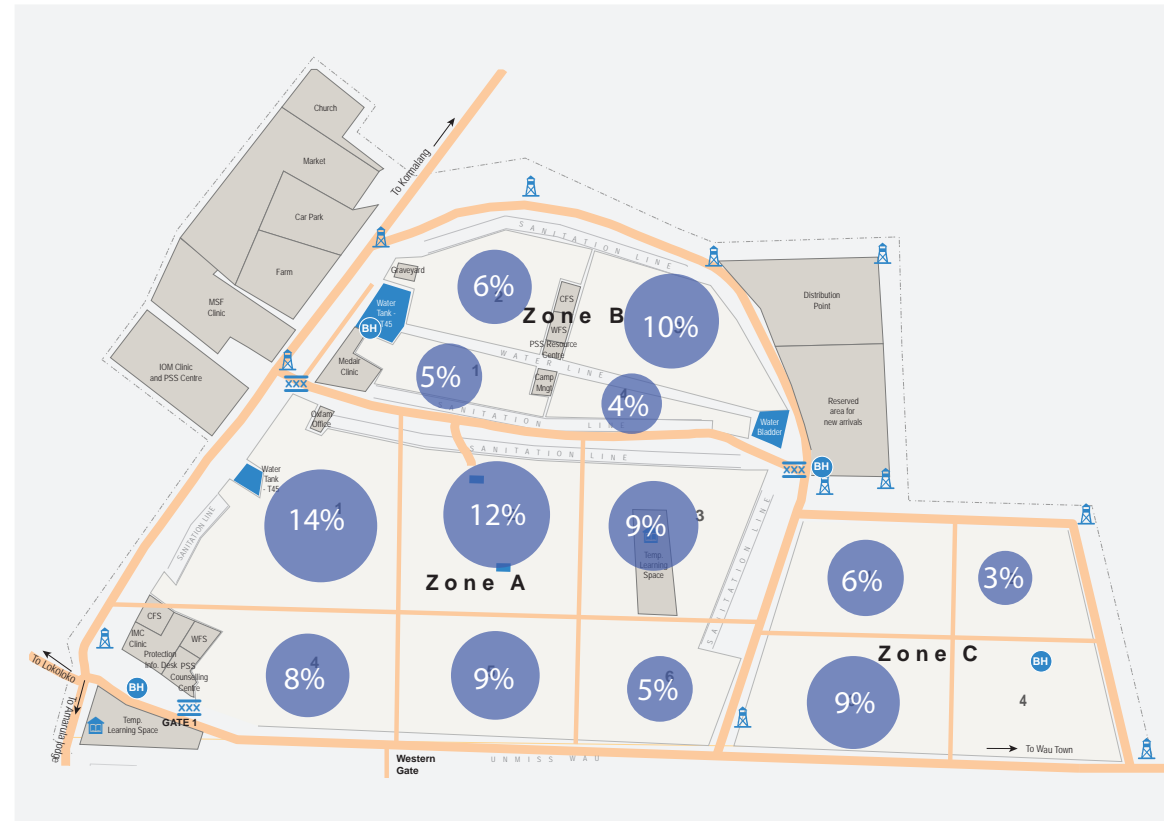 Church
Market
Car Park
Farm
MSF
Clinic
IOM Clinic
and PSS Centre
To Kormalang
SANITATION LINE
Graveyard
6%
2
Zone B
CFS
WFS
PSS Resource
Centre
10%
Water
Tank -
T45
BH
Medair
Clinic
WATER LINE
5%
1
Camp
Mngt
4%
4
SANITATION LINE
Water
Bladder
Distribution
Point
Reserved
area for
new arrivals
XXX
Oxfam
Office
SANITATION LINE
XXX
BH
Water
Tank
- T45
SANITATION LINE
14%
1
12%
9%
3
Temp.
Learning
Space
Zone A
SANITATION LINE
6%
3%
CFS
IMC
Clinic
WFS
Protection
Info. Desk
PSS
Counselling
Centre
8%
4
9%
5
5%
6
Zone C
9%
BH
4
To Lokoloko
To Amarula lodge
BH
XXX
GATE 1
Temp.
Learning Space
Western
Gate
UNMISS WAU
To Wau Town